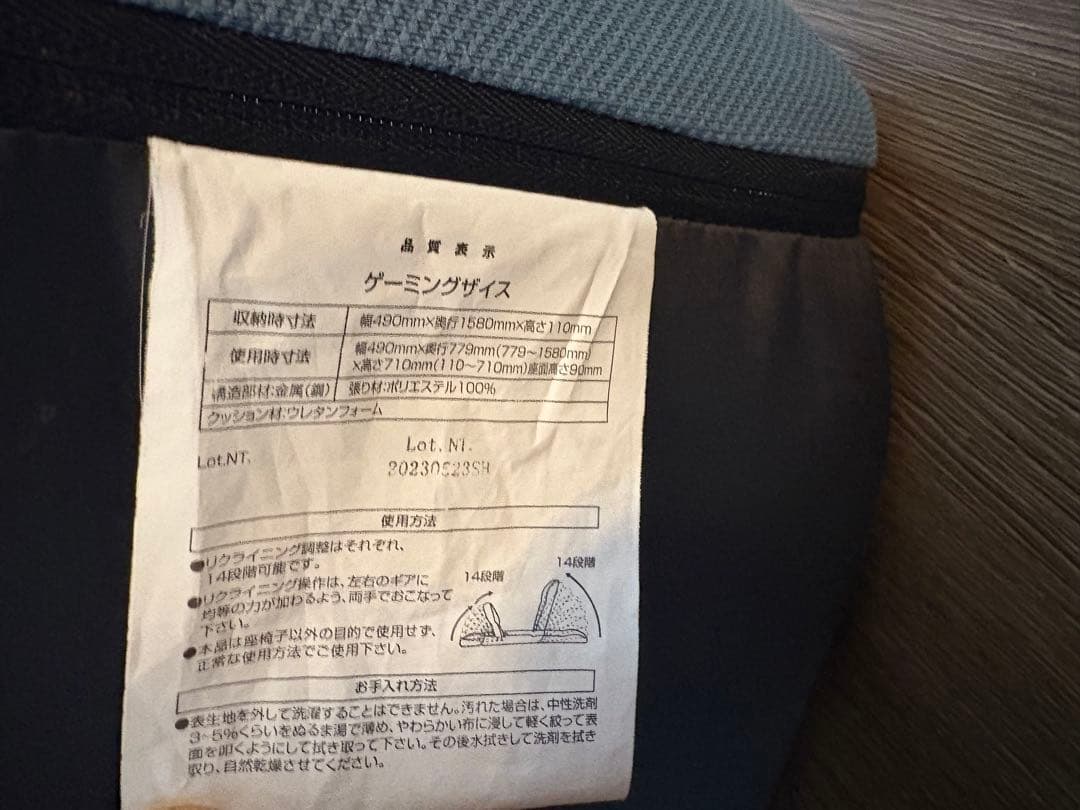 品質表示
ゲーミングザイス
収納時寸法 幅490mm×奥行1580mm×高さ110mm
使用時寸法 幅490mm×奥行779mm(779〜1580mm)
×高さ710mm(110〜710mm)座面高さ90mm
構造部材:金属(鋼) 張り材:ポリエステル100%
クッション材:ウレタンフォーム
Lot.NT.
Lot.NT.
使用方法
●リクライニング調整はそれぞれ、
14段階可能です。
●リクライニング操作は、左右のギアに
均等の力が加わるよう、両手でおこなって
下さい。
●本品は座椅子以外の目的で使用せず、
正常な使用方法でご使用下さい。
14段階
14段階
お手入れ方法
●表生地を外して洗濯することはできません。汚れた場合は、中性洗剤
3~5%くらいをぬるま湯で薄め、やわらかい布に浸して軽く絞って表
面を叩くようにして拭き取って下さい。その後水拭きして洗剤を拭き
取り、自然乾燥させてください。